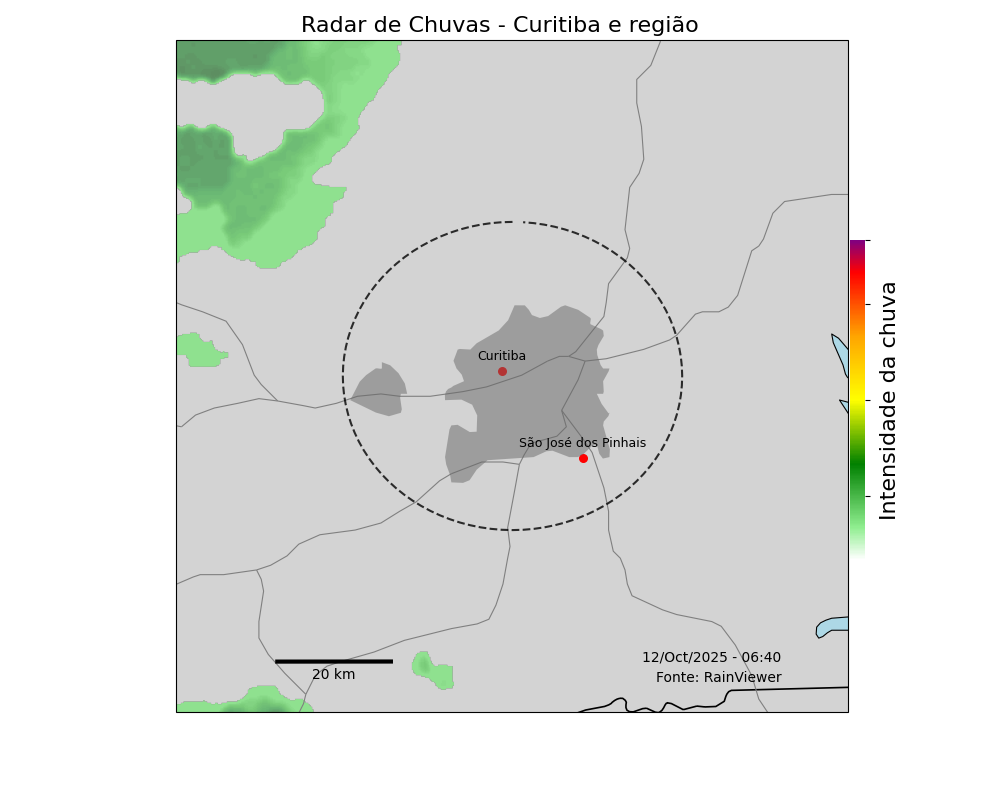 Radar de Chuvas - Curitiba e região
Curitiba
São José dos Pinhais
Intensidade da chuva
12/Oct/2025 - 06:40
Fonte: RainViewer
20 km